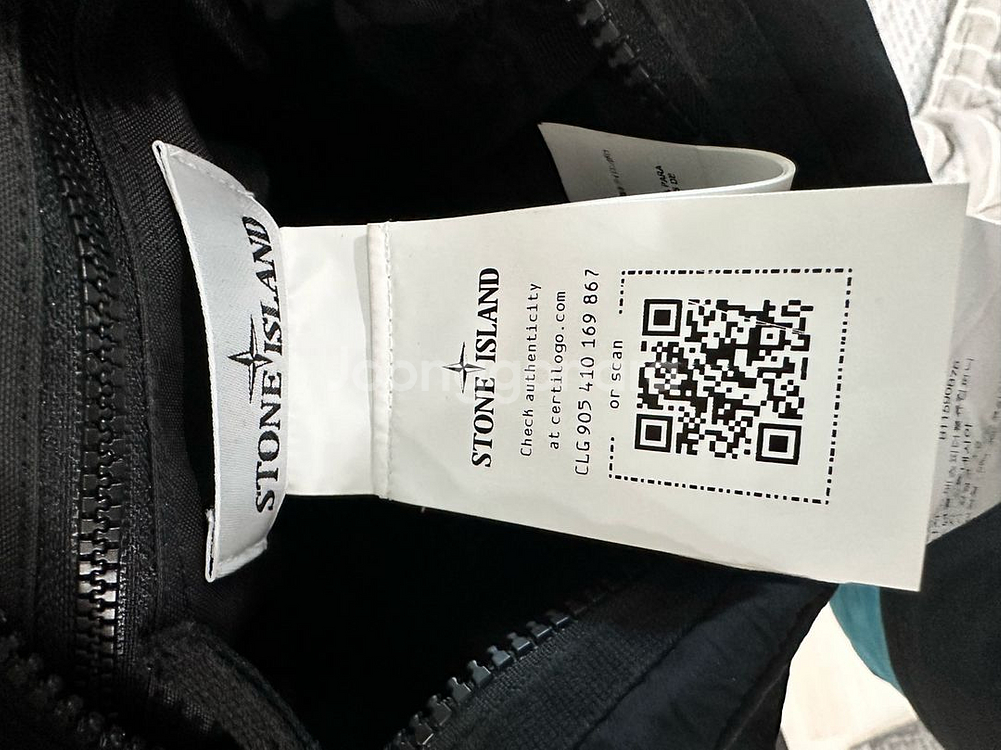 STONE ISLAND
STONE ISLAND
Check authenticity
at certilogo.com
CLG 905 410 169 867
or scan